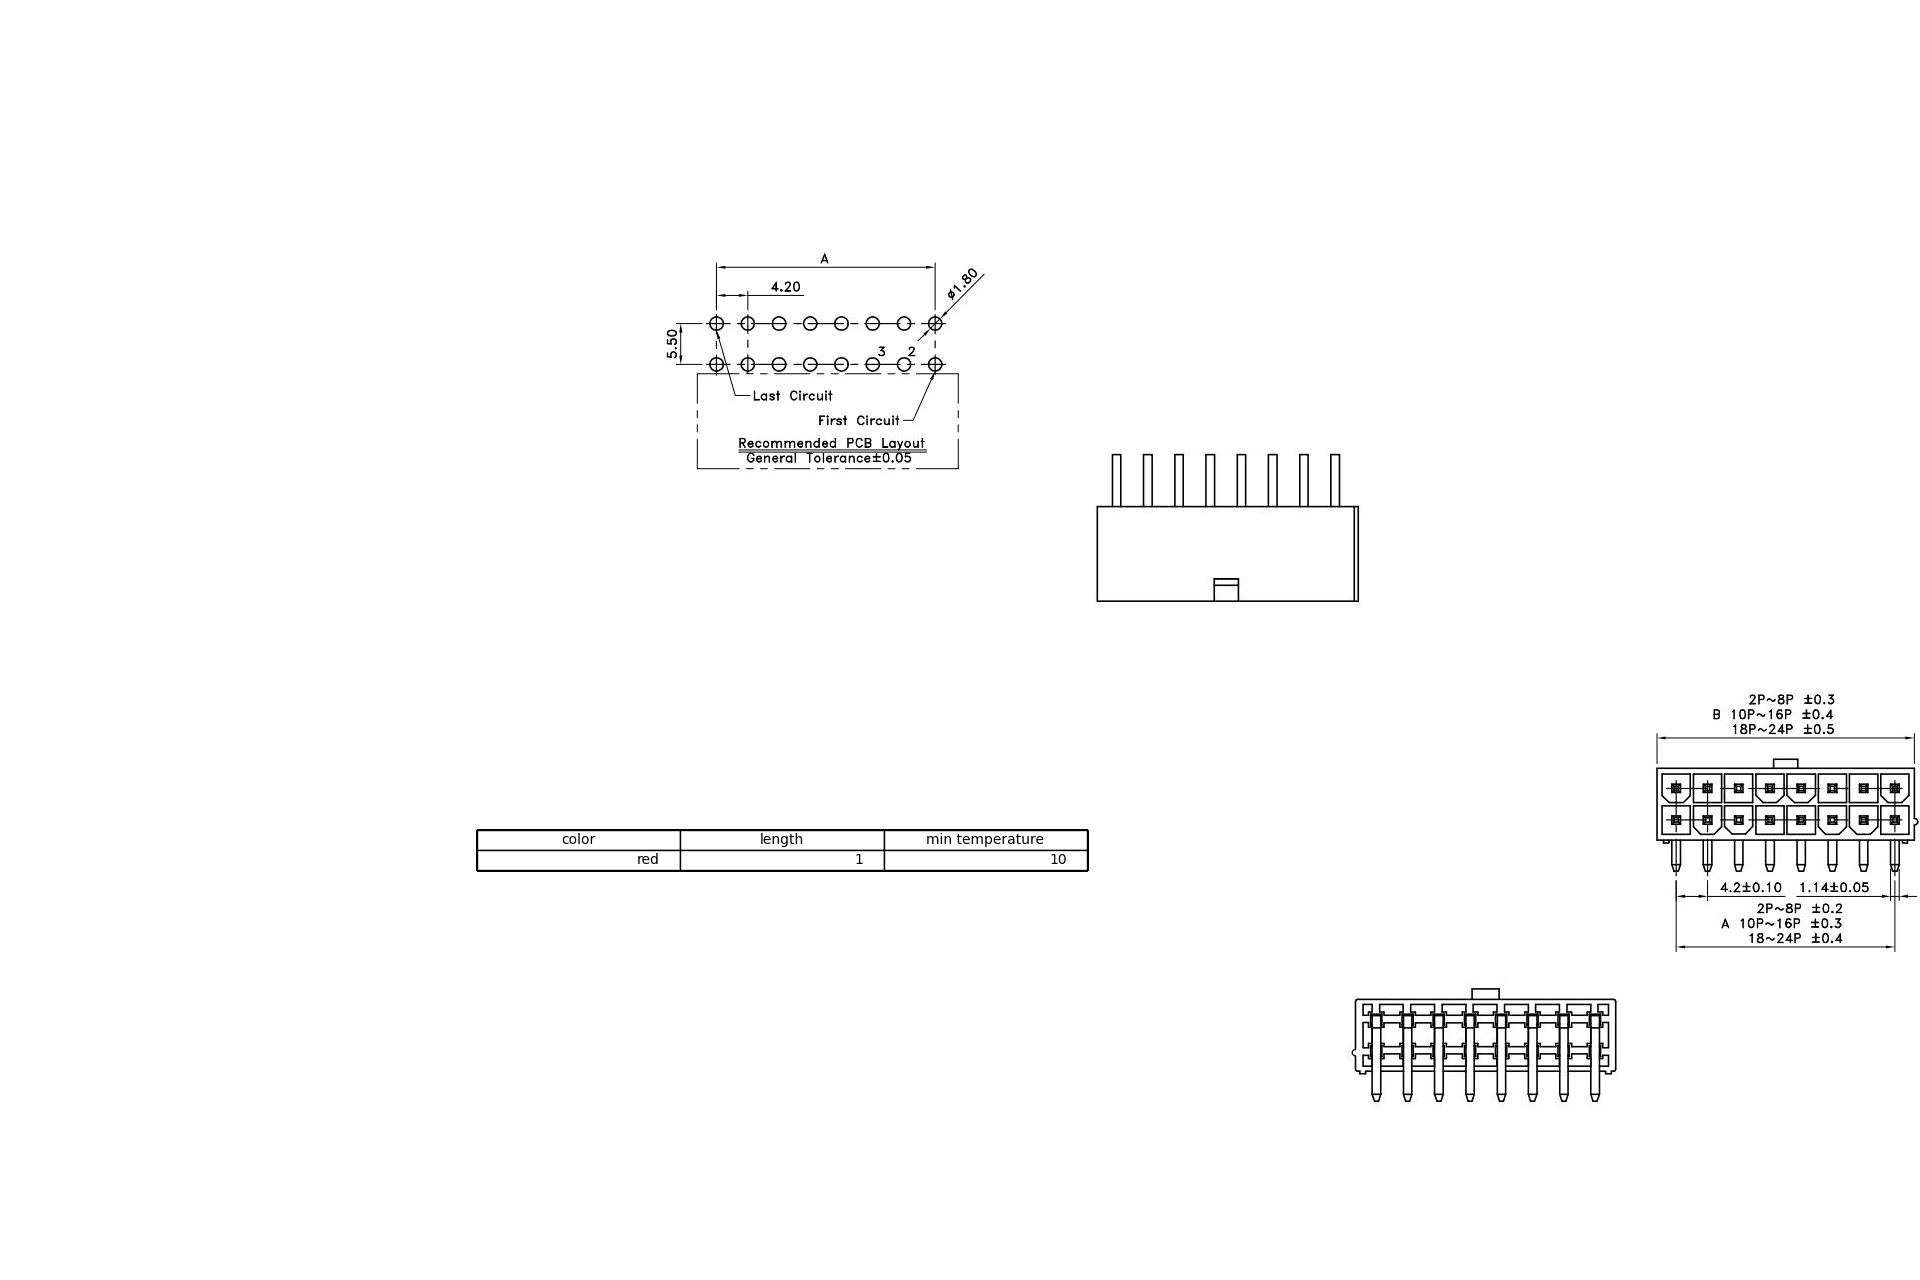 A
4.20
ø1.80
5.50
3 2
Last Circuit
First Circuit
Recommended PCB Layout
General Tolerance±0.05
2P~8P ±0.3
B 10P~16P ±0.4
18P~24P ±0.5
color length min temperature
red 1 10
4.2±0.10 1.14±0.05
2P~8P ±0.2
A 10P~16P ±0.3
18~24P ±0.4